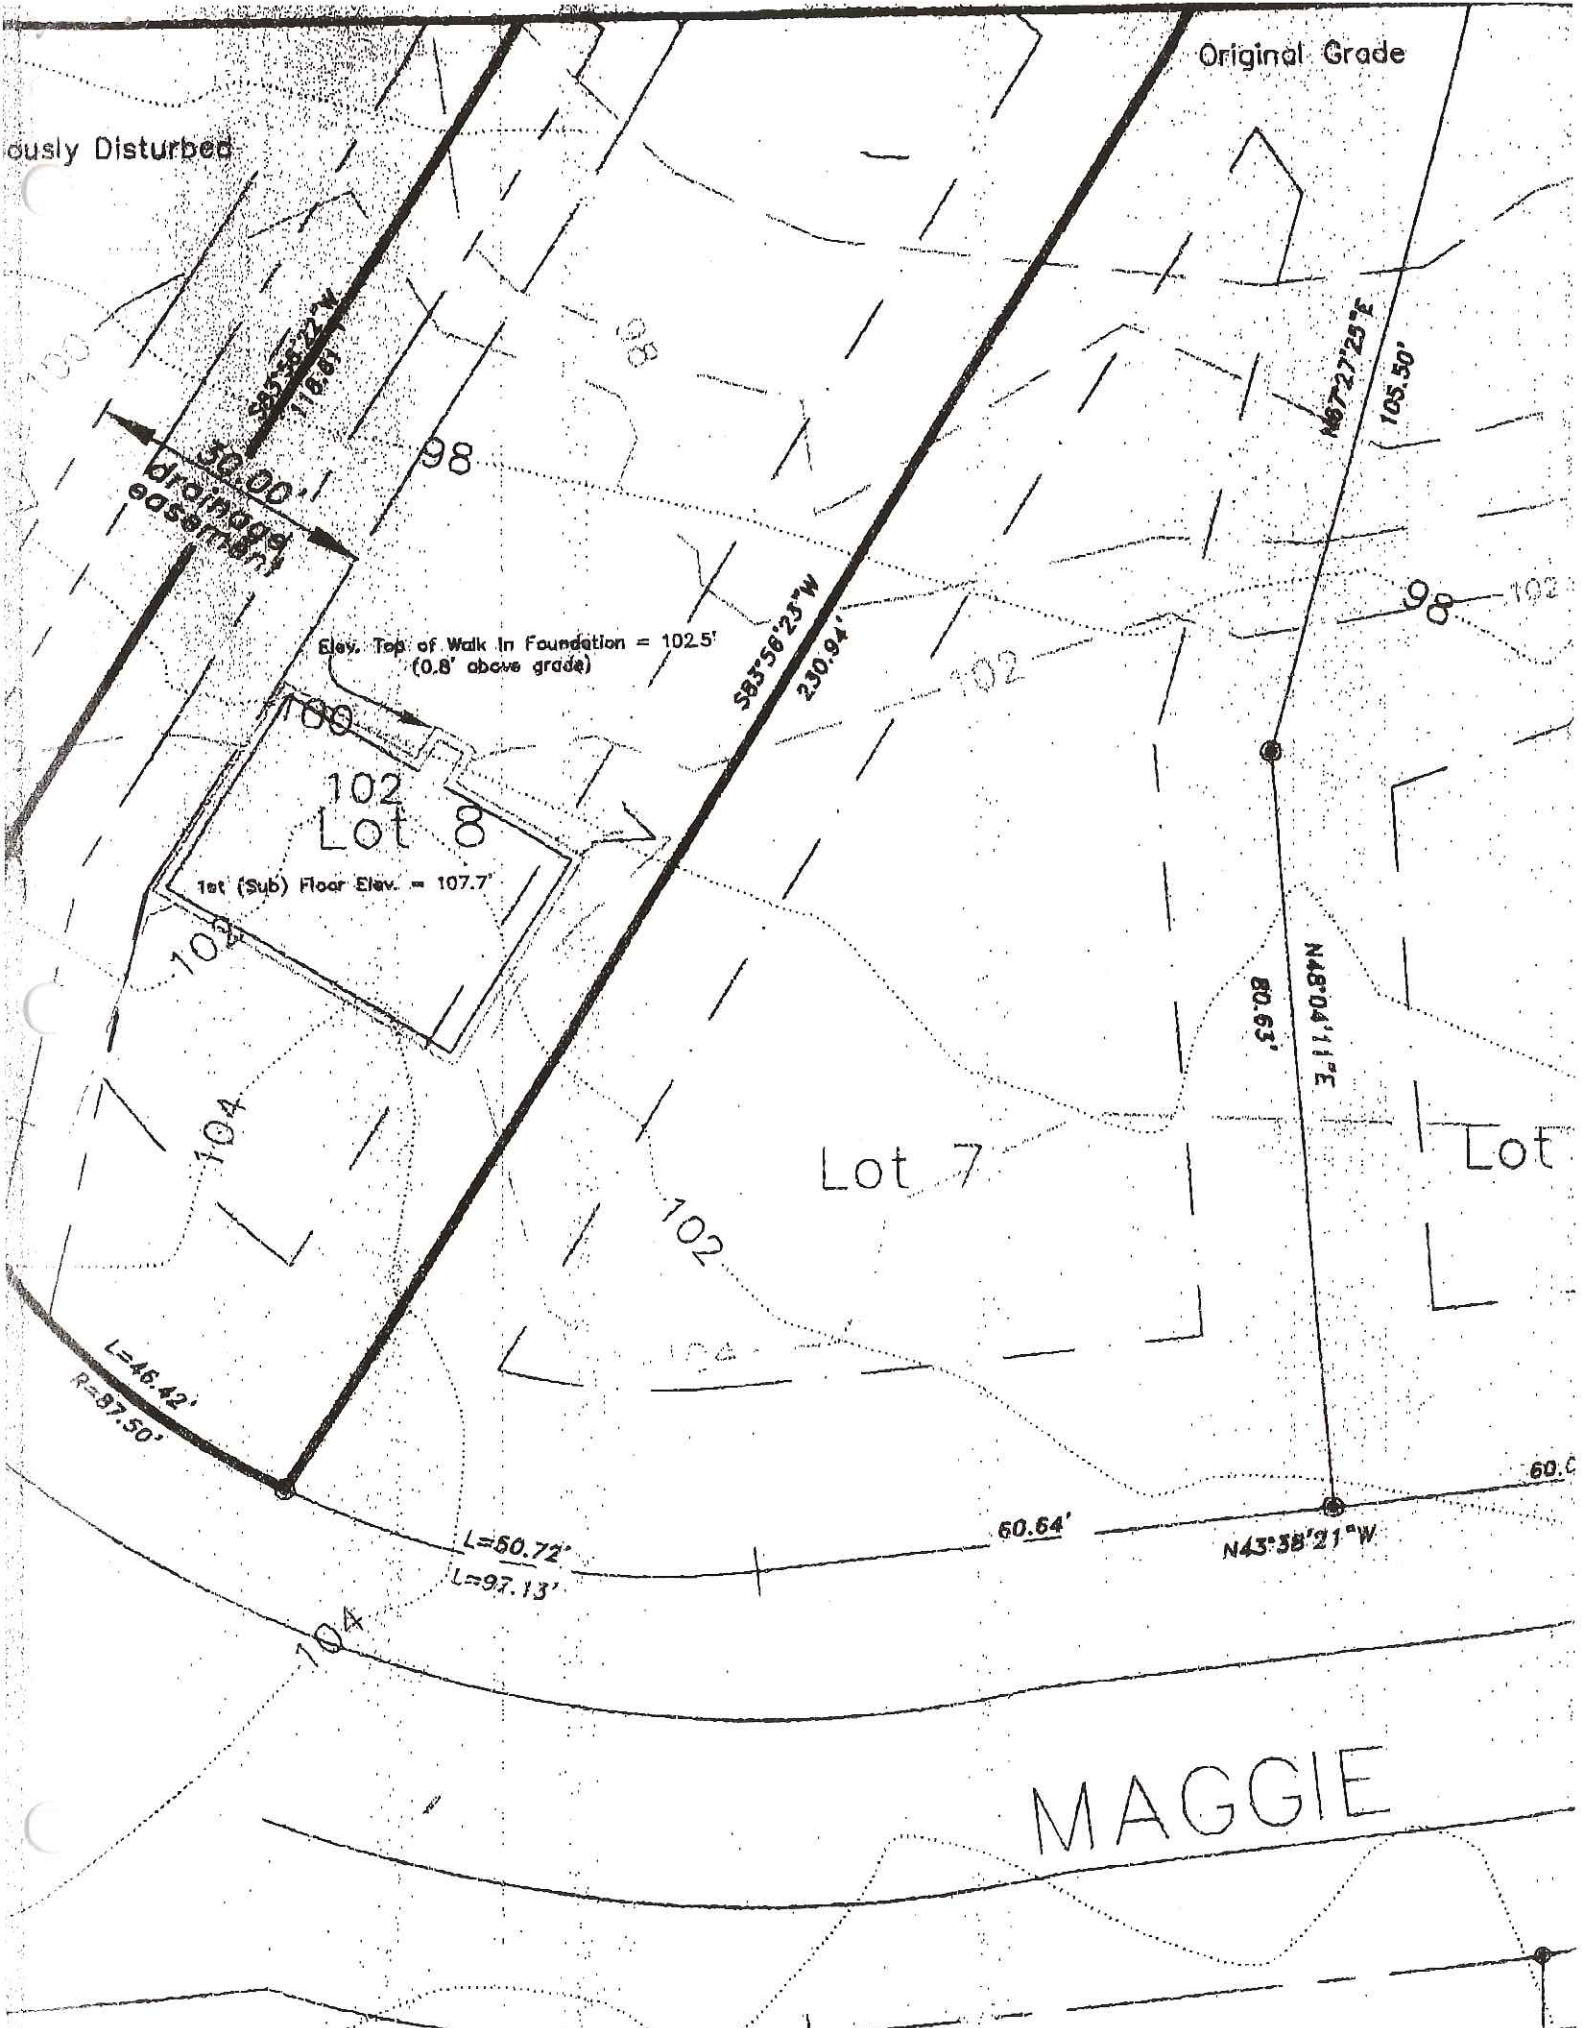 Original Grade
ously Disturbed
100
S83°56'22"W
118.81'
98
N67°27'25"E
105.50'
30.00'
drainage
easement
98
98
102
Elev. Top of Walk In Foundation = 102.5'
(0.8' above grade)
S83°56'23"W
230.94'
102
100
102
Lot 8
1st (Sub) Floor Elev. = 107.7'
102
N48°04'11"E
80.63'
104
Lot 7
Lot
102
104
L=46.42'
R=87.50'
60.64'
N43°38'21"W
L=60.72'
L=97.13'
104
MAGGIE